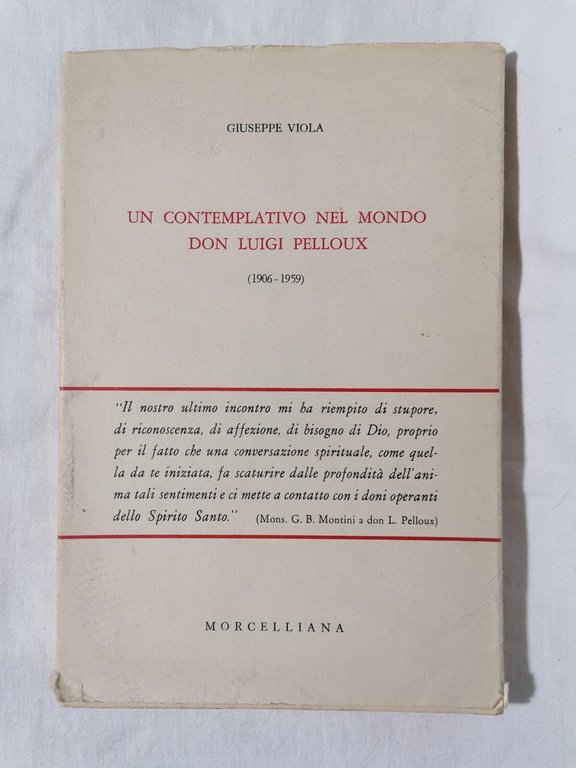 GIUSEPPE VIOLA
UN CONTEMPLATIVO NEL MONDO
DON LUIGI PELLOUX
(1906-1959)
"Il nostro ultimo incontro mi ha riempito di stupore,
di riconoscenza, di affezione, di bisogno di Dio, proprio
per il fatto che una conversazione spirituale, come quel-
la da te iniziata, fa scaturire dalle profondità dell'ani-
ma tali sentimenti e ci mette a contatto con i doni operanti
dello Spirito Santo." (Mons. G. B. Montini a don L. Pelloux)
MORCELLIANA